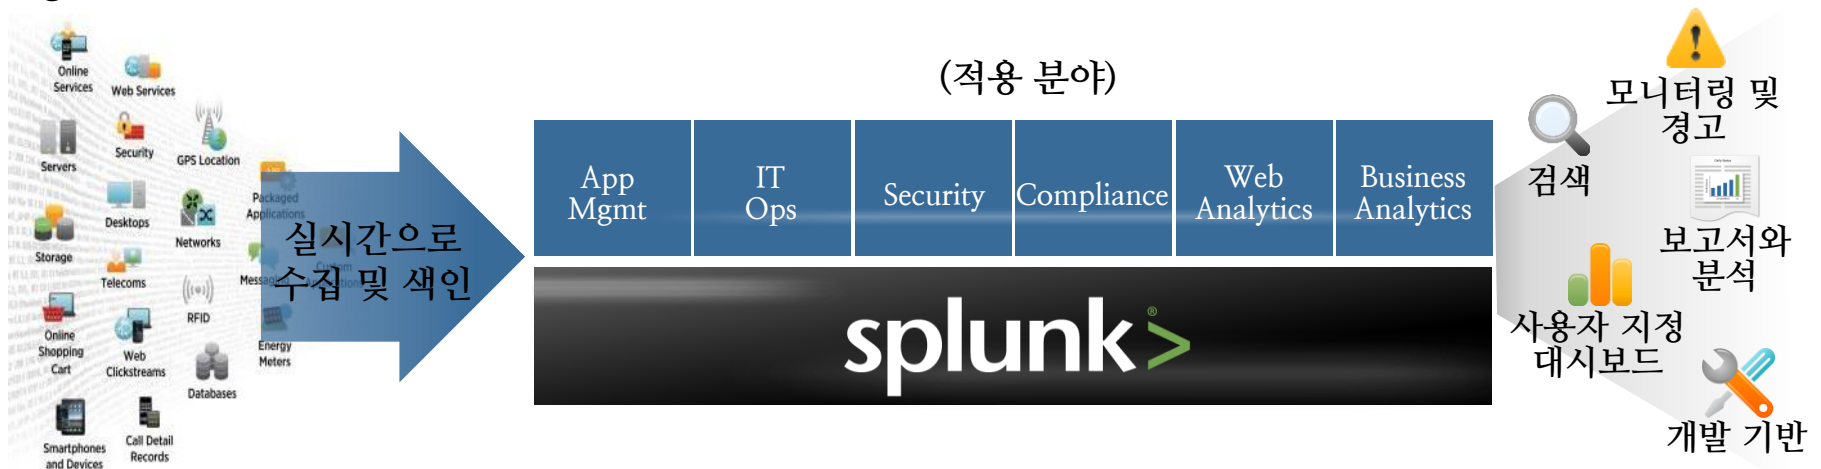 Online
Services
Web Services
Servers
Security
GPS Location
Desktops
Packaged
Applications
Networks
Storage
Telecoms
Messaging
Custom
Applications
RFID
Online
Shopping
Cart
Web
Clickstreams
Energy
Meters
Databases
Smartphones
and Devices
Call Detail
Records
실시간으로
수집 및 색인
(적용 분야)
App
Mgmt
IT
Ops
Security
Compliance
Web
Analytics
Business
Analytics
splunk>®
모니터링 및
경고
검색
보고서와
분석
사용자 지정
대시보드
개발 기반